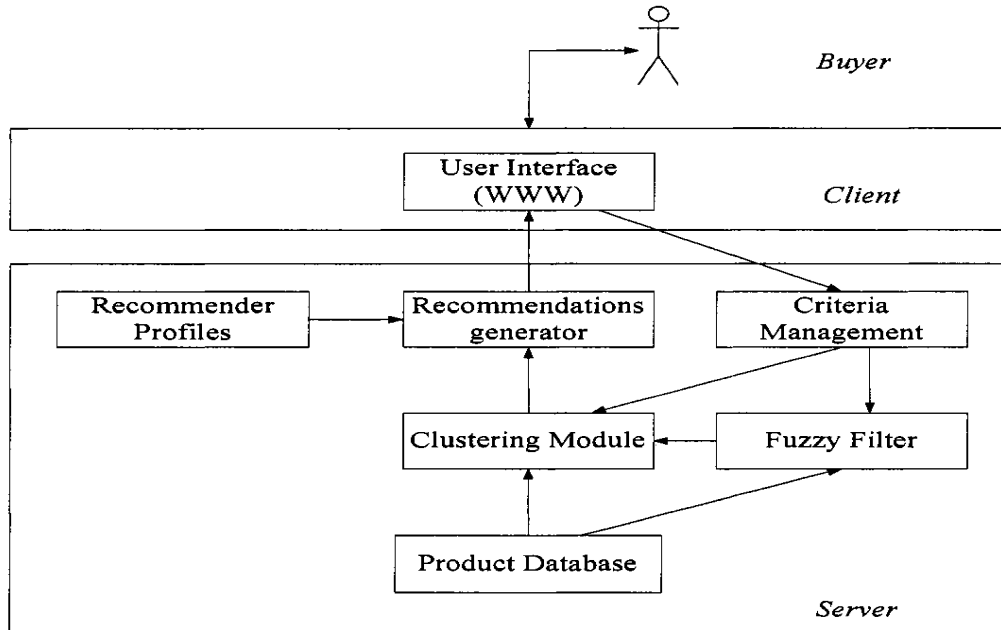 Buyer
User Interface
(WWW)
Client
Recommender
Profiles
Recommendations
generator
Criteria
Management
Clustering Module
Fuzzy Filter
Product Database
Server